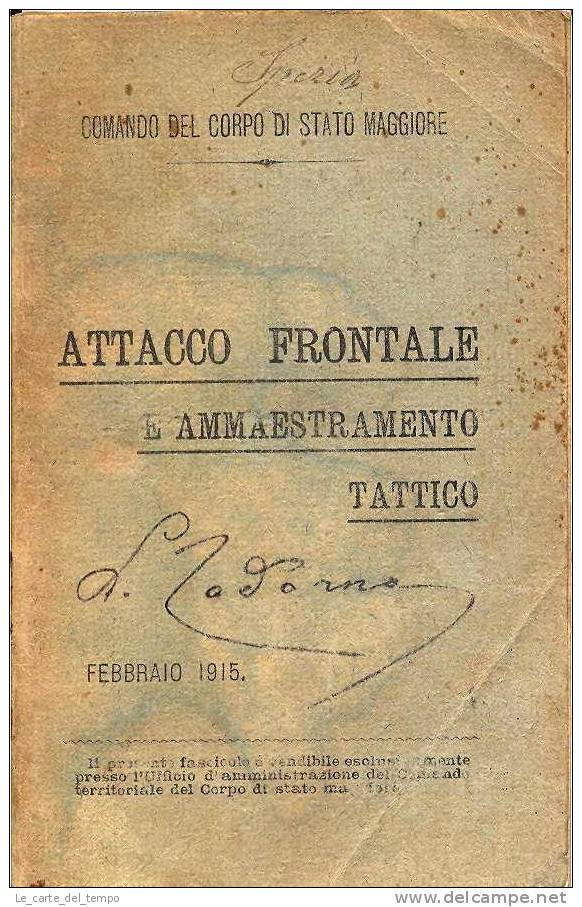 Spezia
COMANDO DEL CORPO DI STATO MAGGIORE
ATTACCO FRONTALE
E AMMAESTRAMENTO
TATTICO
L. Cadorna
FEBBRAIO 1915.
Il presente fascicolo è vendibile esclusivamente
presso l'Ufficio d'amministrazione del Comando
territoriale del Corpo di stato maggiore
Le_carte_del_tempo
www.delcampe.net